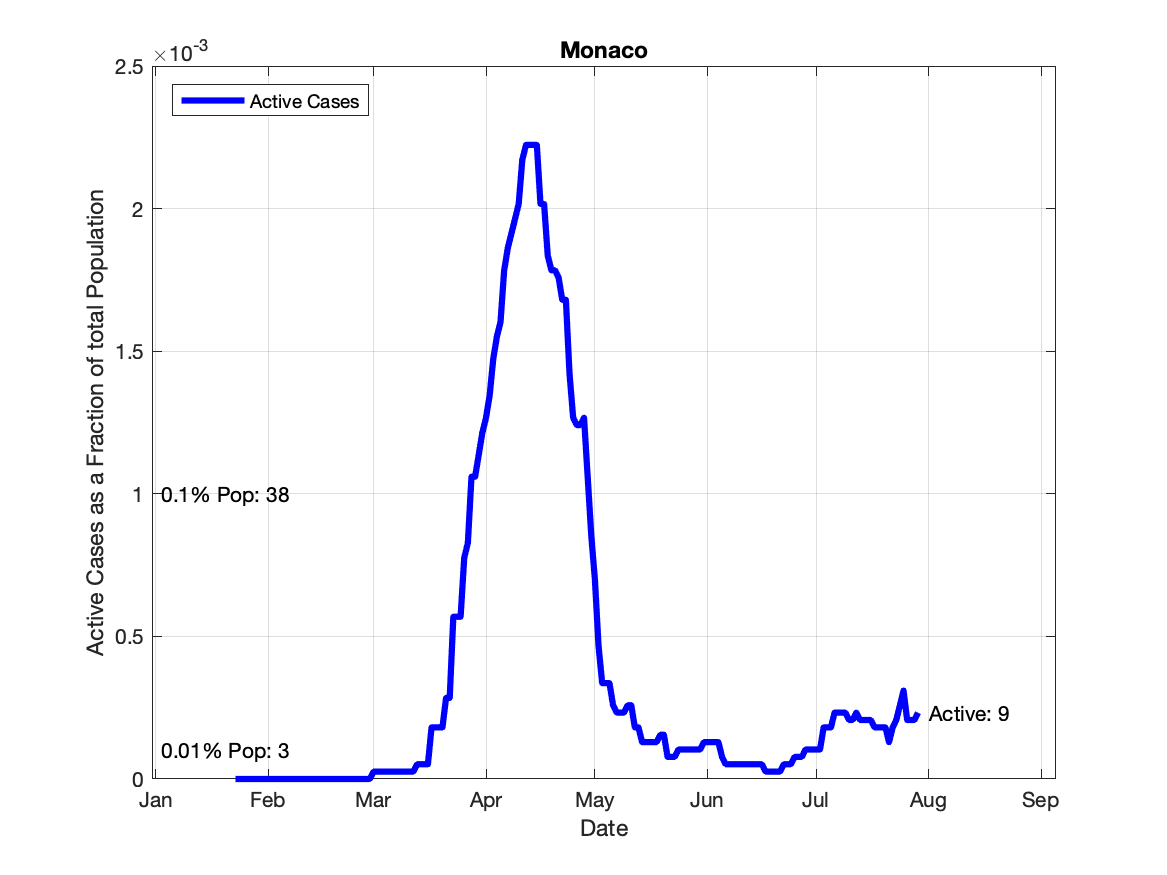 Monaco
×10-3
2.5
2
1.5
1
0.5
0
Active Cases
Active Cases as a Fraction of total Population
0.1% Pop: 38
0.01% Pop: 3
Active: 9
Jan Feb Mar Apr May Jun Jul Aug Sep
Date